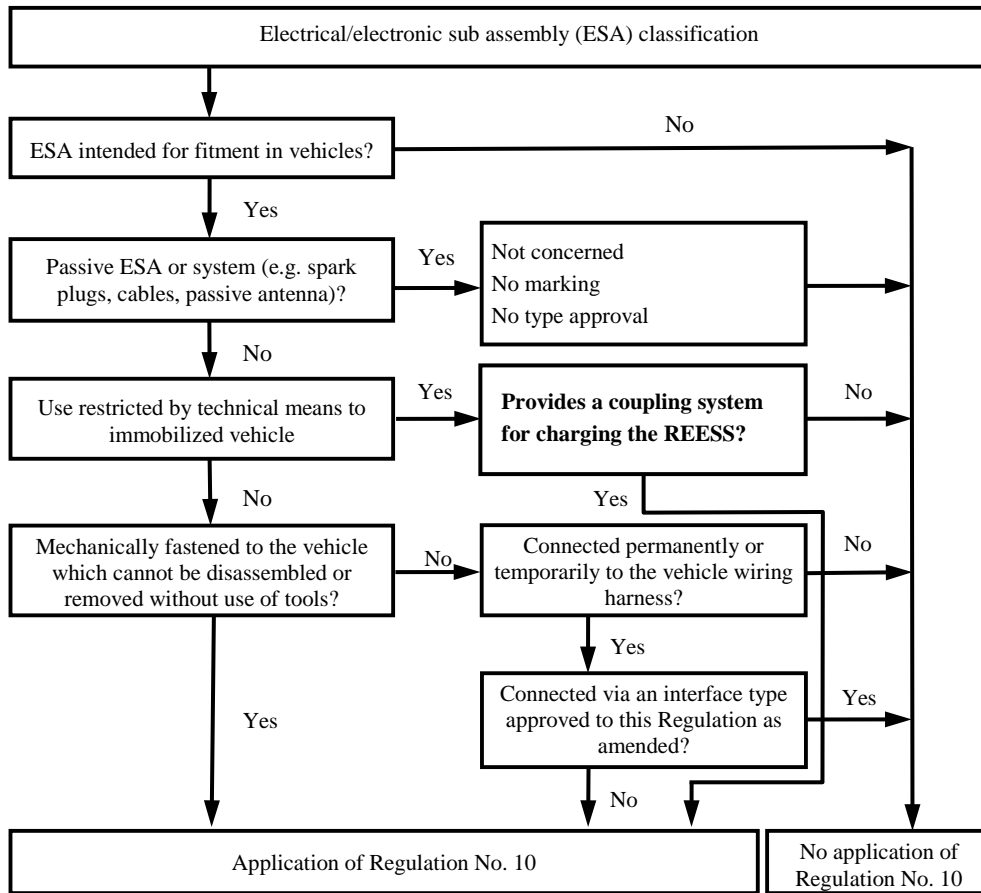 Electrical/electronic sub assembly (ESA) classification
No
ESA intended for fitment in vehicles?
Yes
Passive ESA or system (e.g. spark
plugs, cables, passive antenna)?
Yes
Not concerned
No marking
No type approval
No
Use restricted by technical means to
immobilized vehicle
Yes
Provides a coupling system
for charging the REESS?
No
No
Yes
Mechanically fastened to the vehicle
which cannot be disassembled or
removed without use of tools?
No
Connected permanently or
temporarily to the vehicle wiring
harness?
No
Yes
Yes
Connected via an interface type
approved to this Regulation as
amended?
Yes
No
Application of Regulation No. 10
No application of
Regulation No. 10